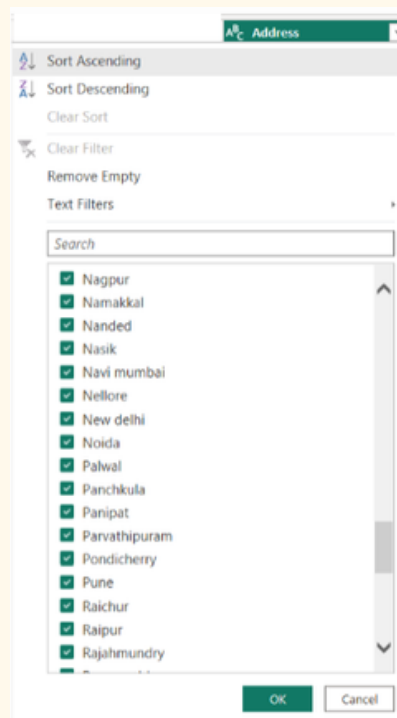 ABC Address
Sort Ascending
Sort Descending
Clear Sort
Clear Filter
Remove Empty
Text Filters
Search
Nagpur
Namakkal
Nanded
Nasik
Navi mumbai
Nellore
New delhi
Noida
Palwal
Panchkula
Panipat
Parvathipuram
Pondicherry
Pune
Raichur
Raipur
Rajahmundry
OK Cancel